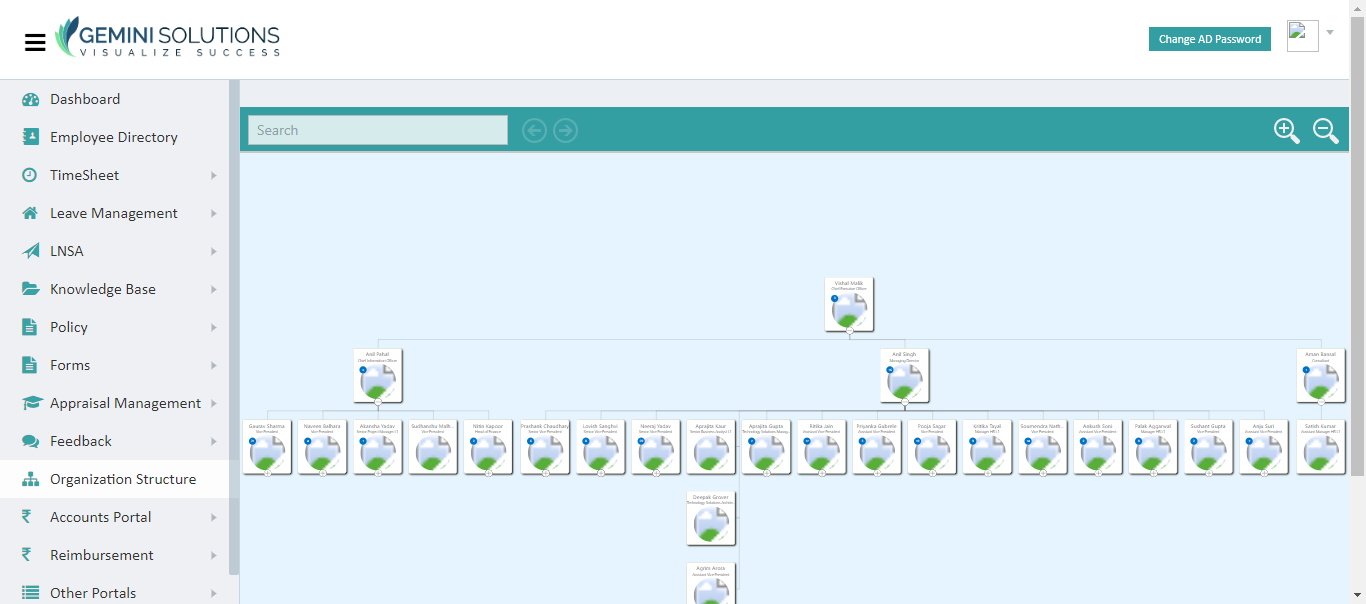 GEMINI SOLUTIONS
VISUALIZE SUCCESS
Change AD Password
Dashboard
Employee Directory
TimeSheet
Leave Management
LNSA
Knowledge Base
Policy
Forms
Appraisal Management
Feedback
Organization Structure
Accounts Portal
Reimbursement
Other Portals
Search
Vishal Malik
Chief Executive Officer
Anil Pahal
Chief Information Officer
Anil Singh
Managing Director
Aman Bansal
Consultant
Gaurav Sharma
Vice President
Naveen Balhara
Vice President
Akansha Yadav
Senior Project Manager I.T
Sudhanshu Malik...
Vice President
Nitin Kapoor
Head of Finance
Prashank Chaudhary
Senior Vice President
Lovish Sanghvi
Senior Vice President
Neeraj Yadav
Senior Vice President
Aprajita Kaur
Senior Business Analyst I.T
Aprajita Gupta
Technology Solutions Manag..
Ritika Jain
Assistant Vice President
Priyanka Gabrele
Assistant Vice President
Pooja Sagar
Manager HR I.T
Kritika Tayal
Manager HR I.T
Soumendra Nath..
Vice President
Ankush Soni
Assistant Vice President
Palak Aggarwal
Manager HR I.T
Sushant Gupta
Vice President
Anju Suri
Assistant Vice President
Satish Kumar
Assistant Manager HR I.T
Deepak Grover
Technology Solutions Archite..
Agrim Arora
Assistant Vice President